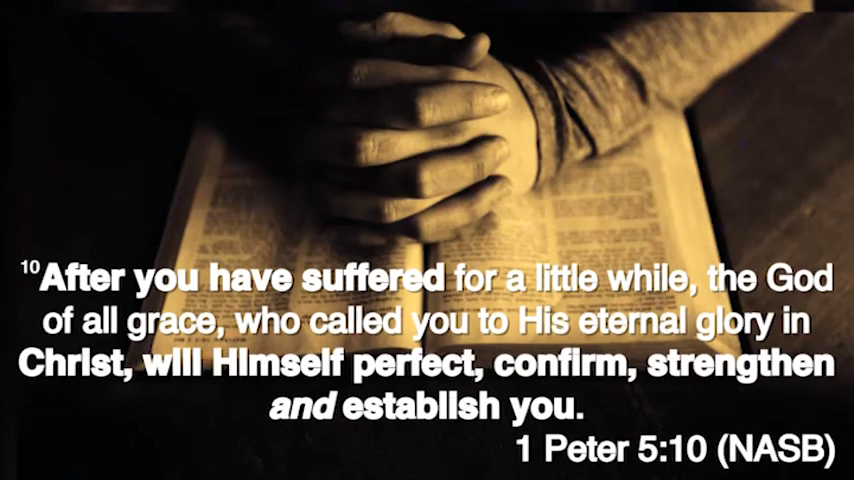 10After you have suffered for a little while, the God
of all grace, who called you to His eternal glory in
Christ, will Himself perfect, confirm, strengthen
and establish you.
1 Peter 5:10 (NASB)